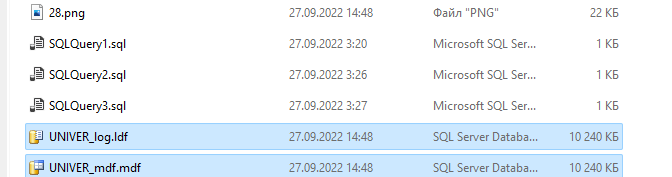 28.png 27.09.2022 14:48 Файл "PNG" 22 КБ
SQLQuery1.sql 27.09.2022 3:20 Microsoft SQL Ser... 1 КБ
SQLQuery2.sql 27.09.2022 3:26 Microsoft SQL Ser... 1 КБ
SQLQuery3.sql 27.09.2022 3:27 Microsoft SQL Ser... 1 КБ
UNIVER_log.ldf 27.09.2022 14:48 SQL Server Databa... 10 240 КБ
UNIVER_mdf.mdf 27.09.2022 14:48 SQL Server Databa... 10 240 КБ